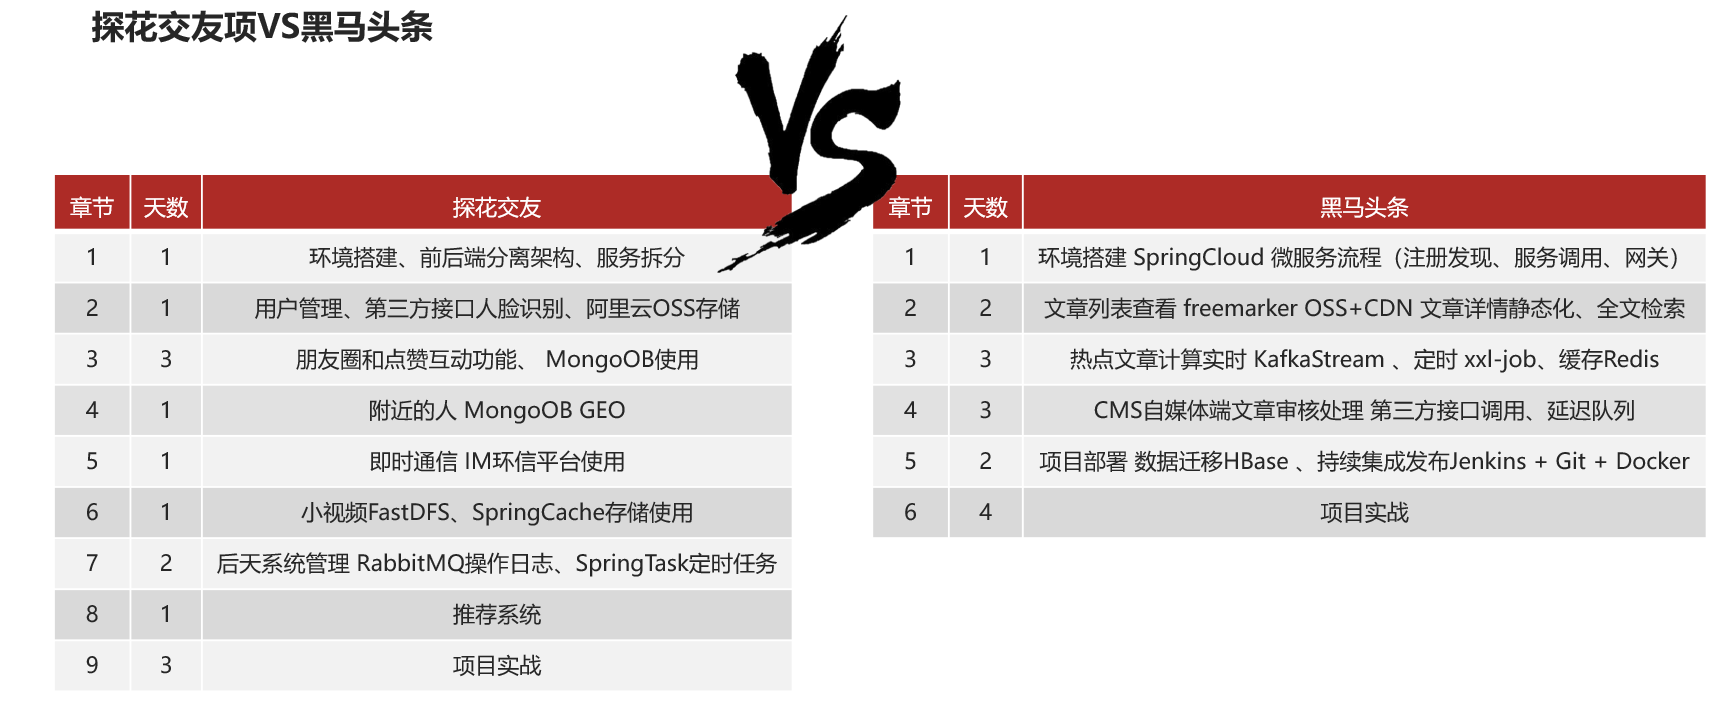 探花交友项VS黑马头条
VS
章节 天数 探花交友
1 1 环境搭建、前后端分离架构、服务拆分
2 1 用户管理、第三方接口人脸识别、阿里云OSS存储
3 3 朋友圈和点赞互动功能、 MongoOB使用
4 1 附近的人 MongoOB GEO
5 1 即时通信 IM环信平台使用
6 1 小视频FastDFS、SpringCache存储使用
7 2 后天系统管理 RabbitMQ操作日志、SpringTask定时任务
8 1 推荐系统
9 3 项目实战
章节 天数 黑马头条
1 1 环境搭建 SpringCloud 微服务流程（注册发现、服务调用、网关）
2 2 文章列表查看 freemarker OSS+CDN 文章详情静态化、全文检索
3 3 热点文章计算实时 KafkaStream 、定时 xxl-job、缓存Redis
4 3 CMS自媒体端文章审核处理 第三方接口调用、延迟队列
5 2 项目部署 数据迁移HBase 、持续集成发布Jenkins + Git + Docker
6 4 项目实战